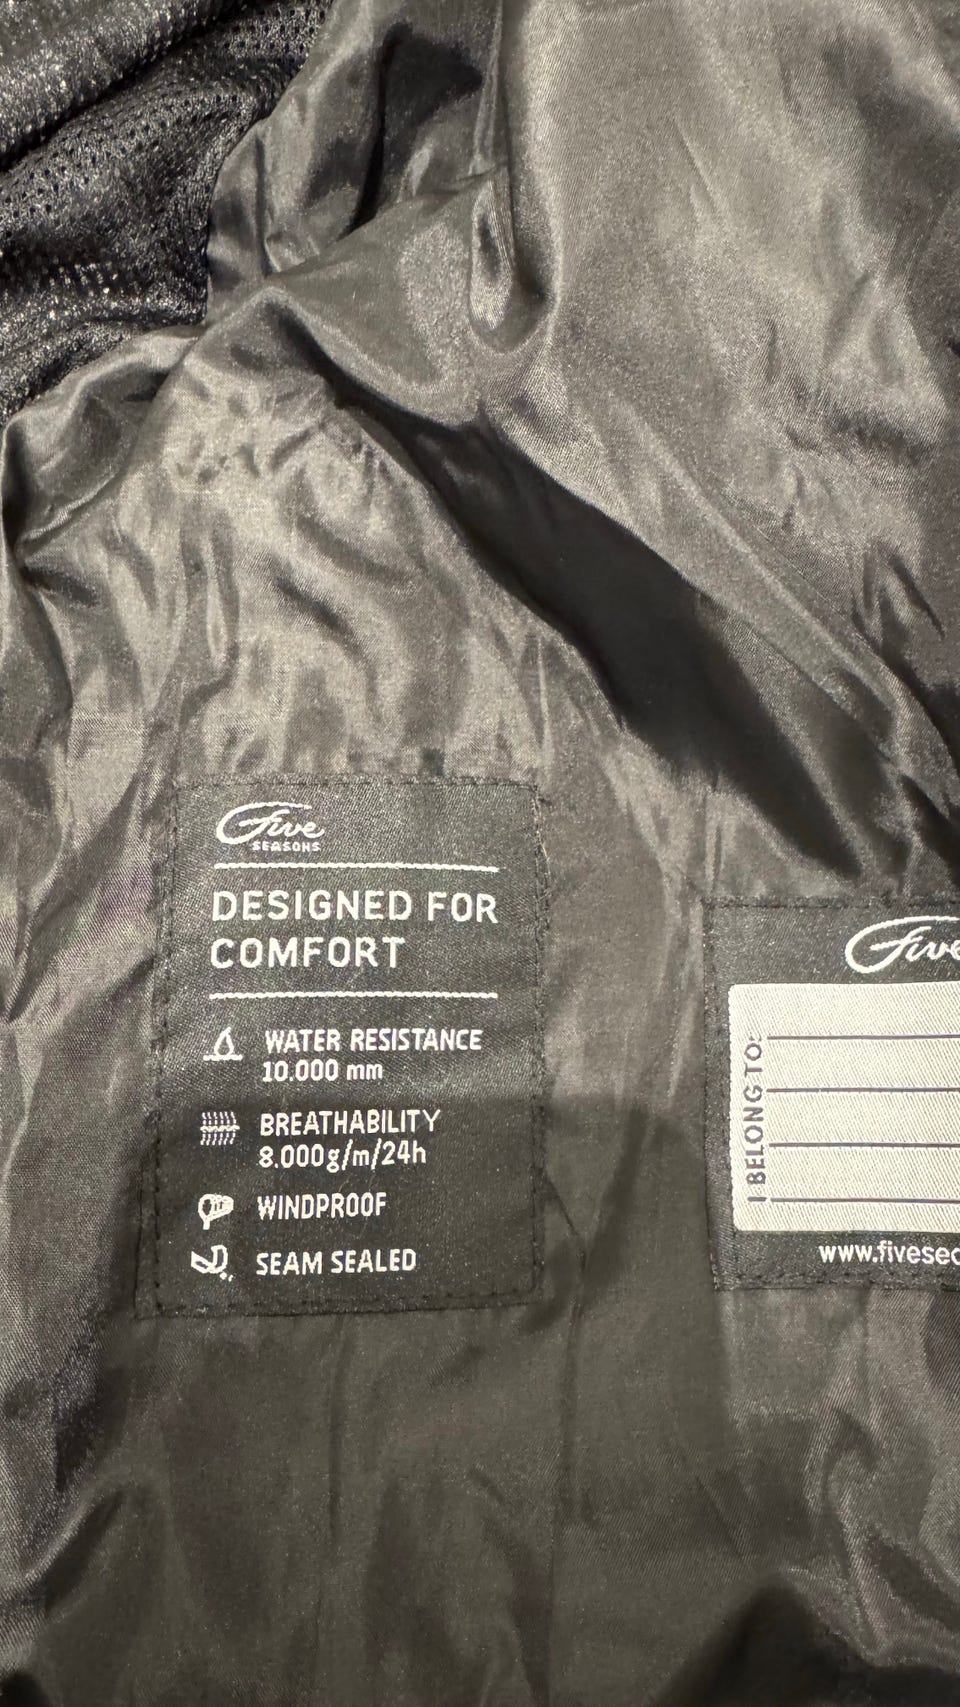 Five
SEASONS
DESIGNED FOR
COMFORT
WATER RESISTANCE
10.000 mm
BREATHABILITY
8.000g/m/24h
WINDPROOF
SEAM SEALED
Five
I BELONG TO:
www.fivesea